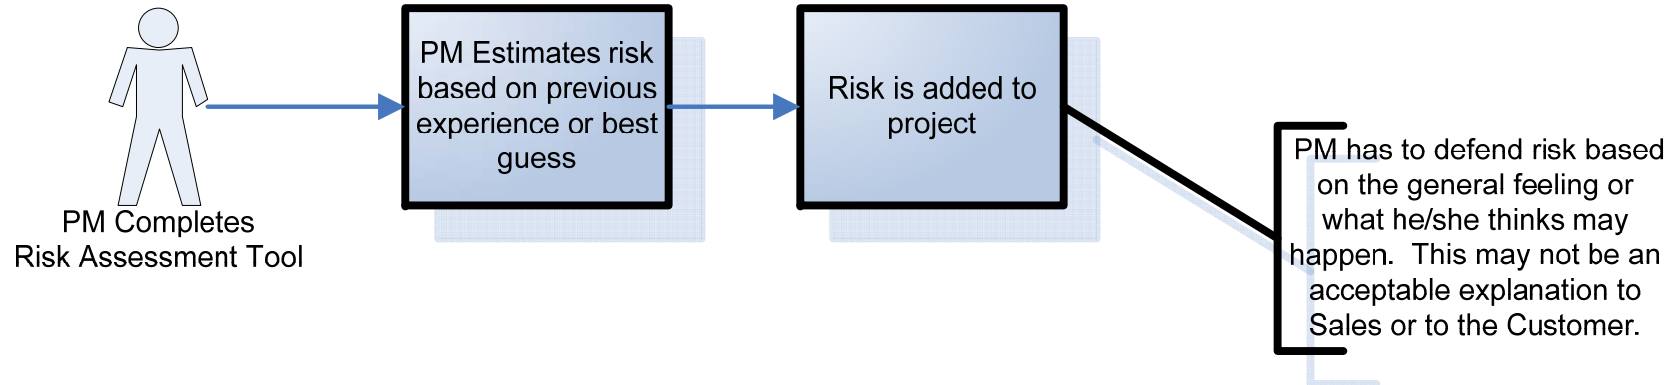 PM Completes
Risk Assessment Tool
PM Estimates risk
based on previous
experience or best
guess
Risk is added to
project
PM has to defend risk based
on the general feeling or
what he/she thinks may
happen.  This may not be an
acceptable explanation to
Sales or to the Customer.